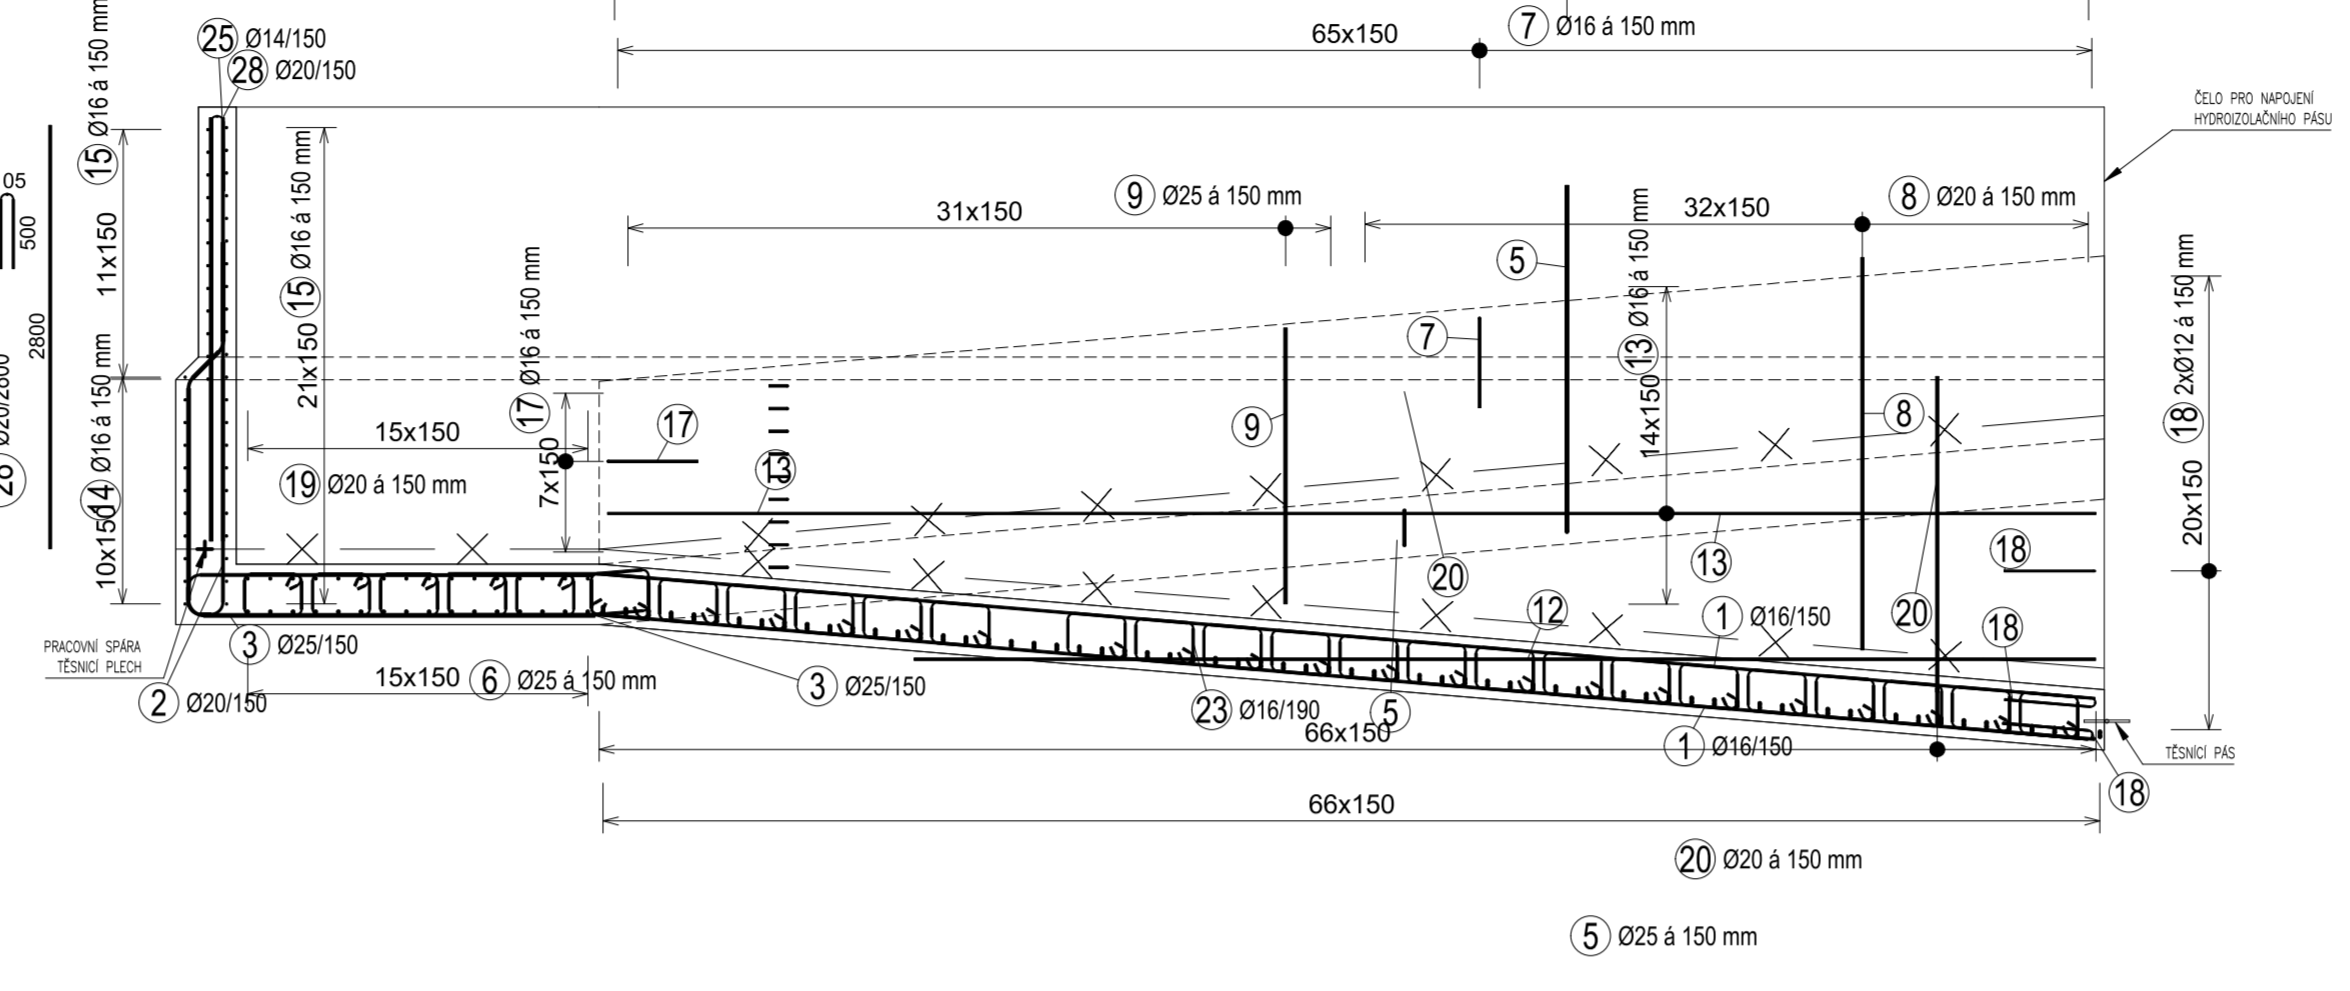 25 Ø14/150
28 Ø20/150
65x150
7 Ø16 á 150 mm
ČELO PRO NAPOJENÍ
HYDROIZOLAČNÍHO PÁSU
15 Ø16 á 150 mm
11x150
05
500
2800
21x150 15 Ø16 á 150 mm
31x150
9 Ø25 á 150 mm
32x150
8 Ø20 á 150 mm
5
7
9
8
14x150 13 Ø16 á 150 mm
20x150 18 2xØ12 á 150 mm
10x150 14 Ø16 á 150 mm
7x150 17 Ø16 á 150 mm
15x150
17
13
19 Ø20 á 150 mm
13
18
20
20
12
1 Ø16/150
18
PRACOVNÍ SPÁRA
TĚSNICÍ PLECH
3 Ø25/150
15x150 6 Ø25 á 150 mm
2 Ø20/150
3 Ø25/150
23 Ø16/190
5
66x150
1 Ø16/150
TĚSNÍCÍ PÁS
18
66x150
20 Ø20 á 150 mm
5 Ø25 á 150 mm